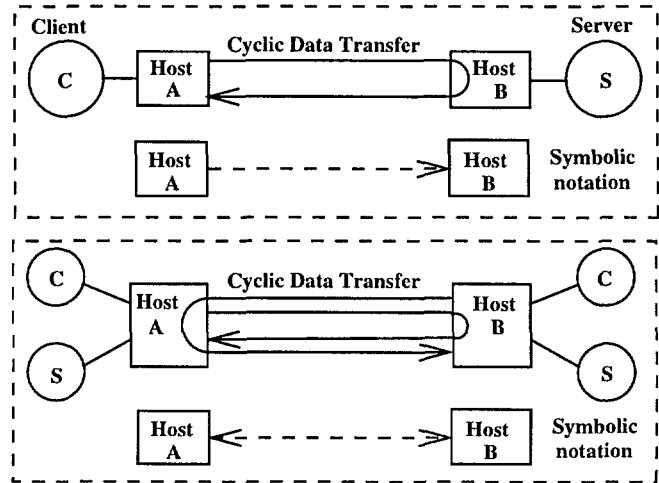 Client
Cyclic Data Transfer
Server
C
Host
A
Host
B
S
Host
A
Host
B
Symbolic
notation
C
Cyclic Data Transfer
C
Host
A
Host
B
S
S
Host
A
Host
B
Symbolic
notation